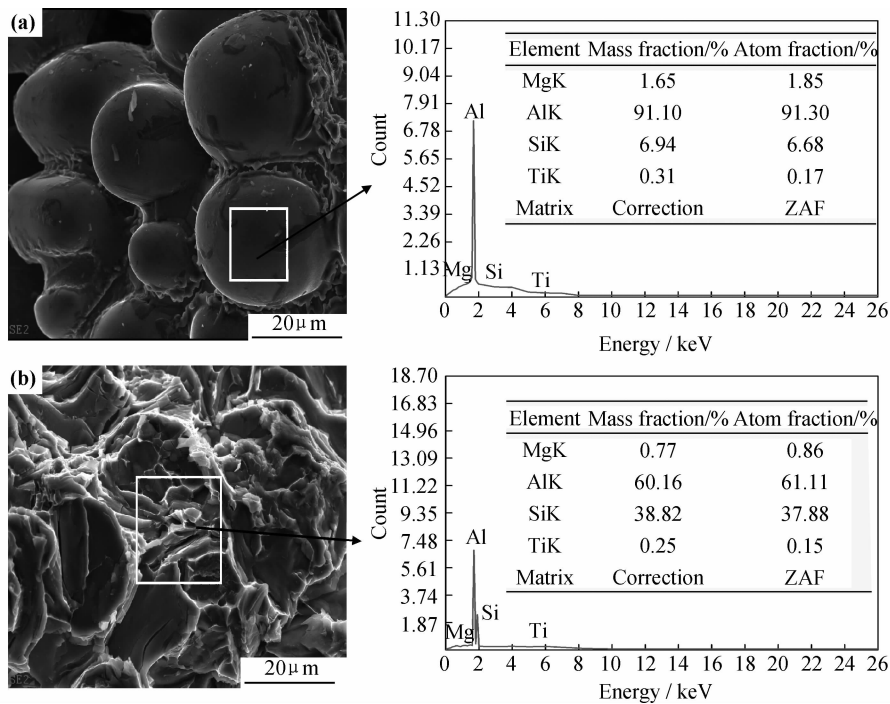 (a)
SE2
20μm
11.30
10.17
9.04
7.91
6.78
5.65
4.52
3.39
2.26
1.13
Count
Al
Mg
Si
Ti
Element Mass fraction/% Atom fraction/%
MgK 1.65 1.85
AlK 91.10 91.30
SiK 6.94 6.68
TiK 0.31 0.17
Matrix Correction ZAF
0 2 4 6 8 10 12 14 16 18 20 22 24 26
Energy / keV
(b)
SE2
20μm
18.70
16.83
14.96
13.09
11.22
9.35
7.48
5.61
3.74
1.87
Count
Al
Si
Mg
Ti
Element Mass fraction/% Atom fraction/%
MgK 0.77 0.86
AlK 60.16 61.11
SiK 38.82 37.88
TiK 0.25 0.15
Matrix Correction ZAF
0 2 4 6 8 10 12 14 16 18 20 22 24 26
Energy / keV